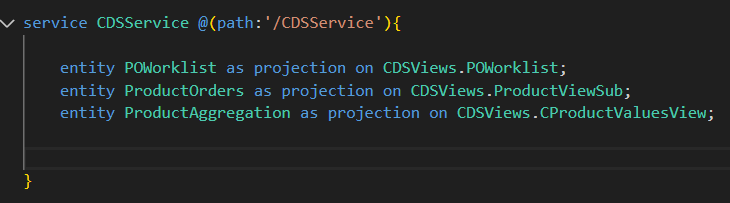 service CDSService @(path:'/CDSService'){
entity POWorklist as projection on CDSViews.POWorklist;
entity ProductOrders as projection on CDSViews.ProductViewSub;
entity ProductAggregation as projection on CDSViews.CProductValuesView;
}